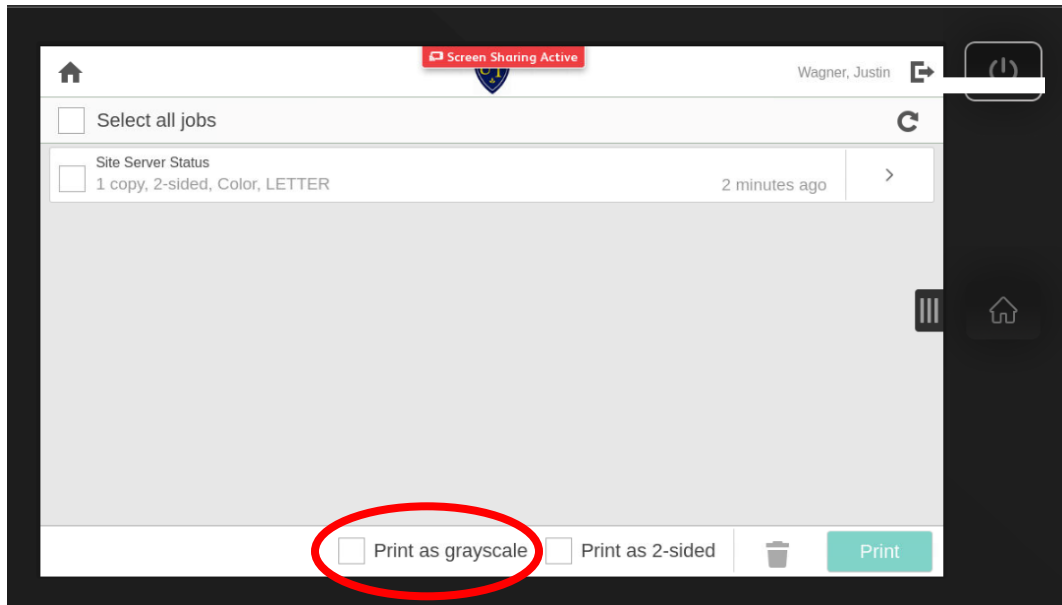 Screen Sharing Active
Wagner, Justin
Select all jobs
Site Server Status
1 copy, 2-sided, Color, LETTER
2 minutes ago
Print as grayscale
Print as 2-sided
Print